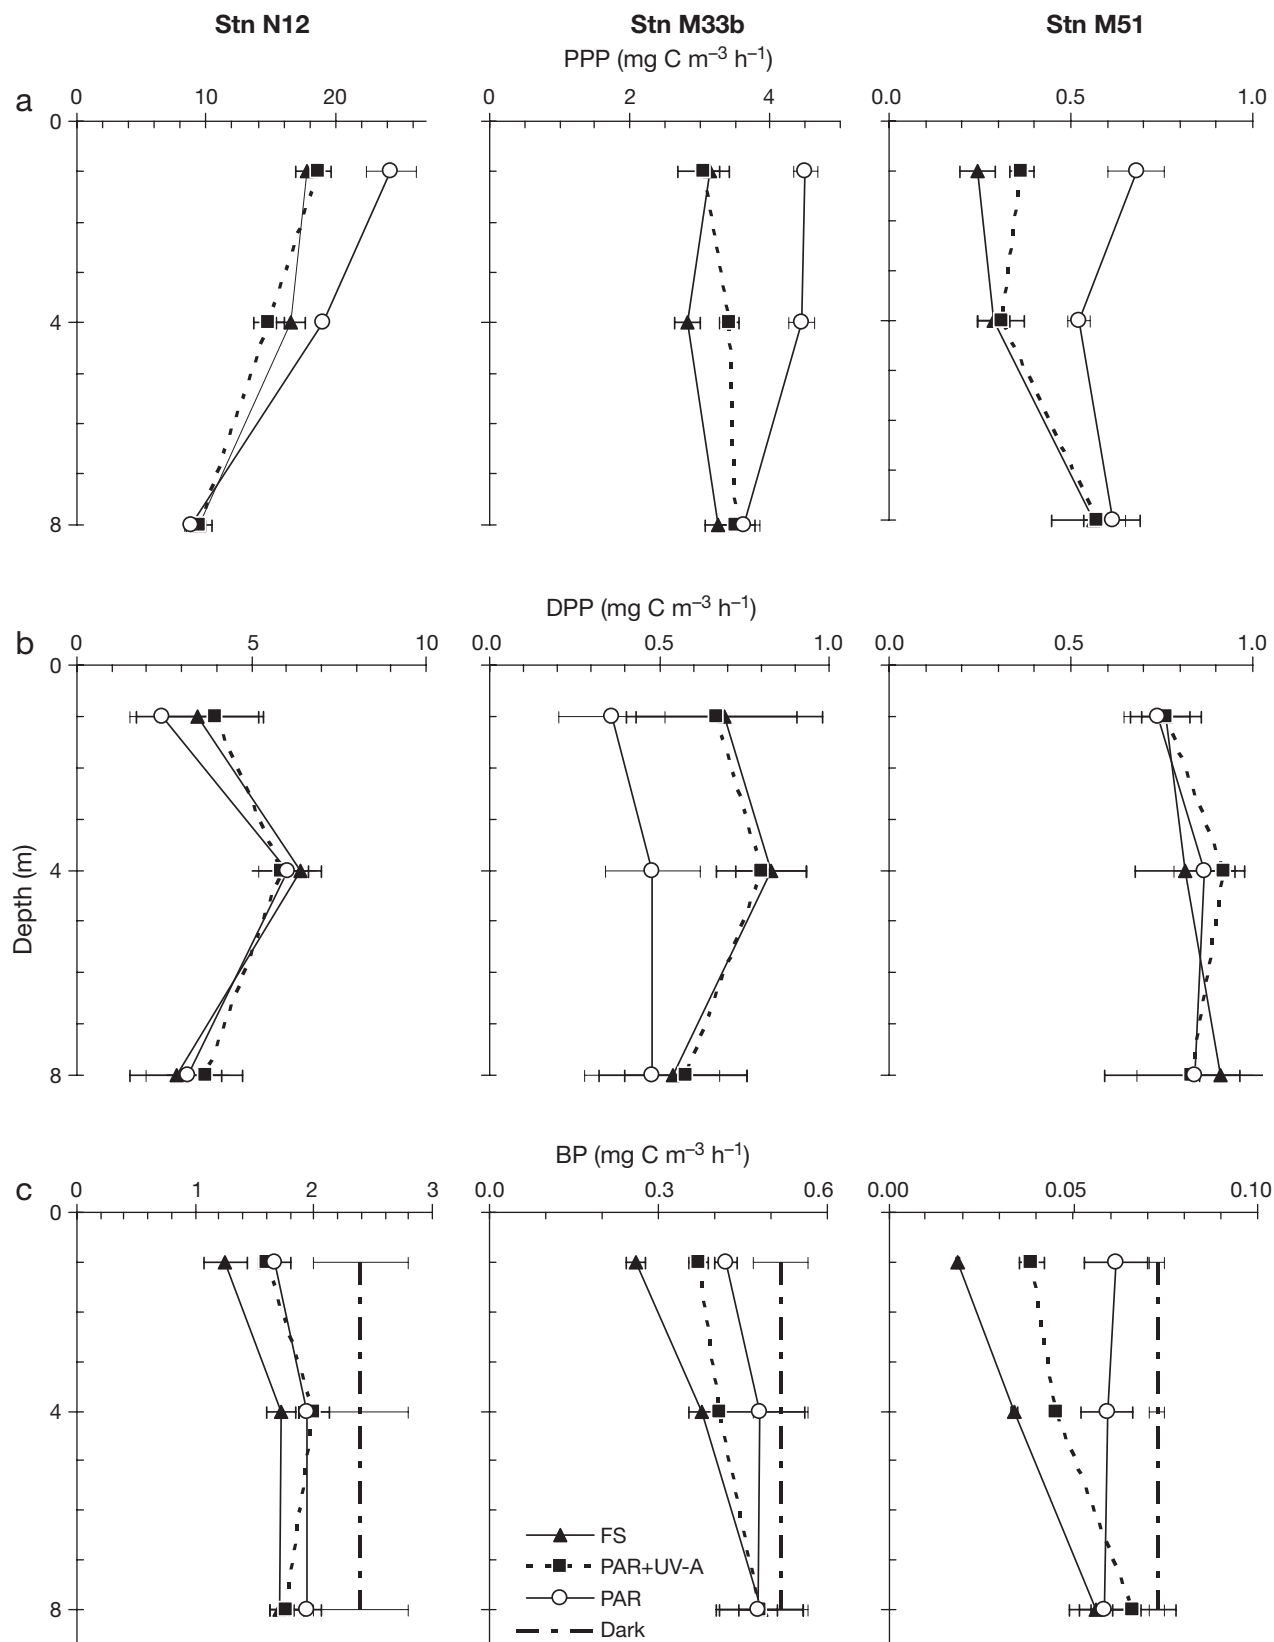 Stn N12 Stn M33b Stn M51
PPP (mg C m–3 h–1)
a 0 10 20 0 2 4 0.0 0.5 1.0
0
4
8
DPP (mg C m–3 h–1)
b 0 5 10 0.0 0.5 1.0 0.5 1.0
0
4
8
Depth (m)
BP (mg C m–3 h–1)
c 0 1 2 3 0.0 0.3 0.6 0.00 0.05 0.10
0
4
8
FS
PAR+UV-A
PAR
Dark